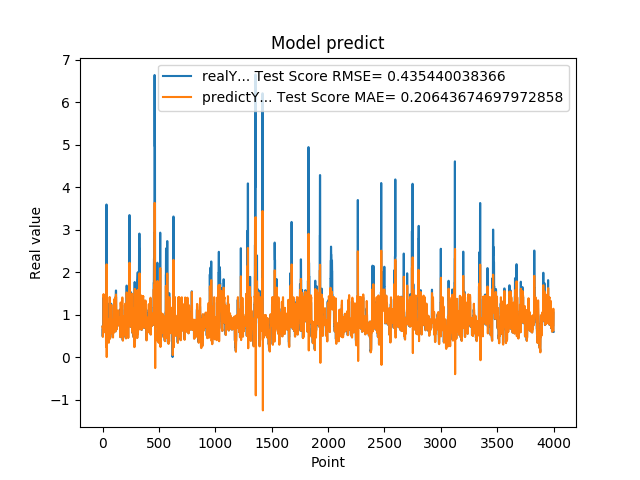 Model predict
realY... Test Score RMSE= 0.435440038366
predictY... Test Score MAE= 0.20643674697972858
7
6
5
4
3
2
1
0
−1
Real value
0 500 1000 1500 2000 2500 3000 3500 4000
Point